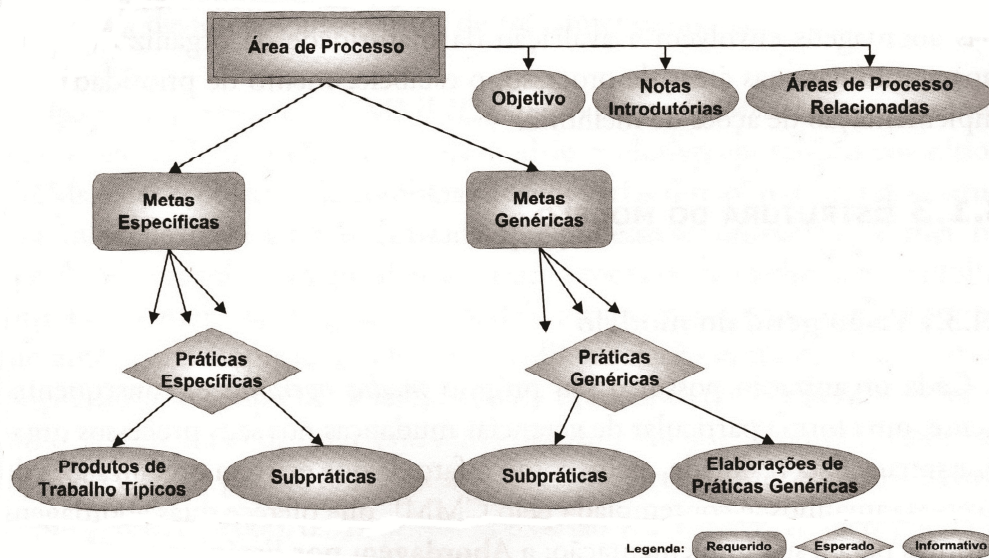 Área de Processo
Objetivo
Notas
Introdutórias
Áreas de Processo
Relacionadas
Metas
Específicas
Metas
Genéricas
Práticas
Específicas
Práticas
Genéricas
Produtos de
Trabalho Típicos
Subpráticas
Subpráticas
Elaborações de
Práticas Genéricas
Legenda:
Requerido
Esperado
Informativo